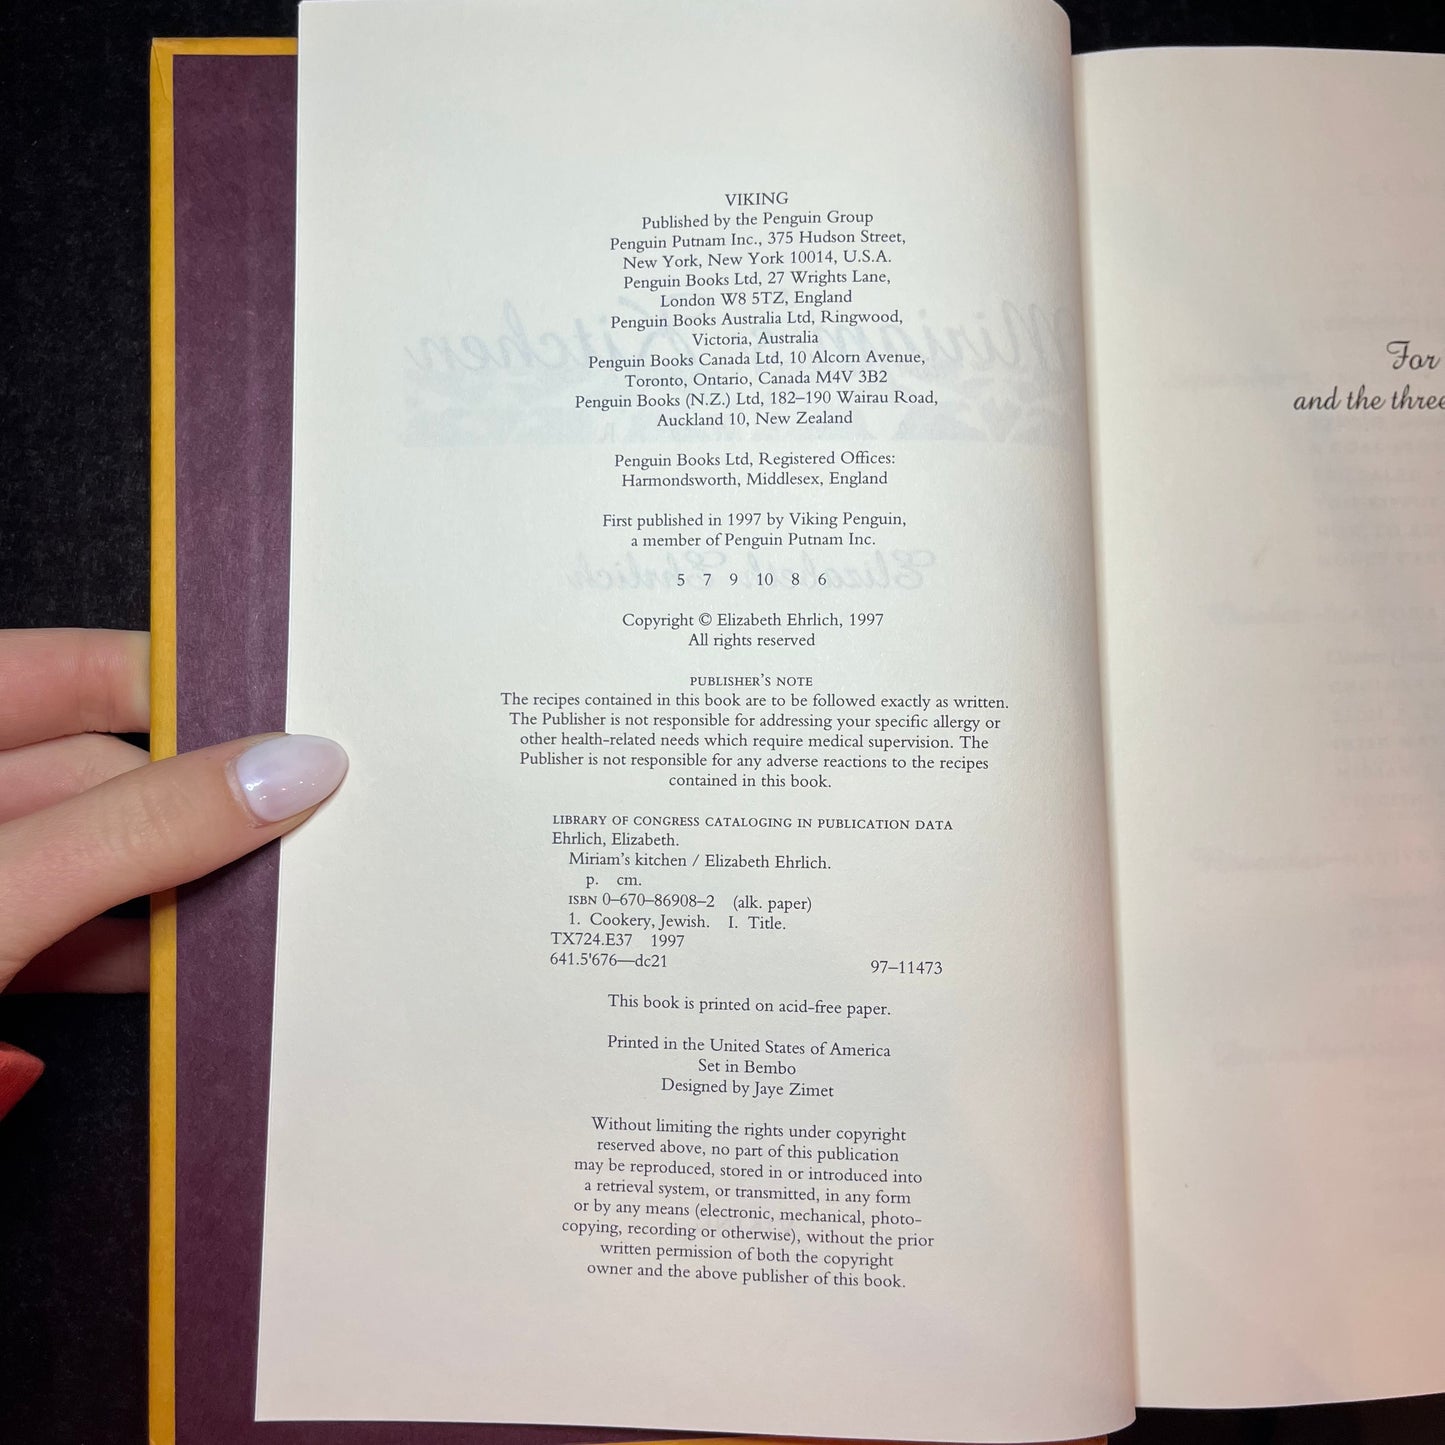 VIKING
Published by the Penguin Group
Penguin Putnam Inc., 375 Hudson Street,
New York, New York 10014, U.S.A.
Penguin Books Ltd, 27 Wrights Lane,
London W8 5TZ, England
Penguin Books Australia Ltd, Ringwood,
Victoria, Australia
Penguin Books Canada Ltd, 10 Alcorn Avenue,
Toronto, Ontario, Canada M4V 3B2
Penguin Books (N.Z.) Ltd, 182–190 Wairau Road,
Auckland 10, New Zealand
Penguin Books Ltd, Registered Offices:
Harmondsworth, Middlesex, England
First published in 1997 by Viking Penguin,
a member of Penguin Putnam Inc.
5 7 9 10 8 6
Copyright © Elizabeth Ehrlich, 1997
All rights reserved
PUBLISHER'S NOTE
The recipes contained in this book are to be followed exactly as written.
The Publisher is not responsible for addressing your specific allergy or
other health-related needs which require medical supervision. The
Publisher is not responsible for any adverse reactions to the recipes
contained in this book.
LIBRARY OF CONGRESS CATALOGING IN PUBLICATION DATA
Ehrlich, Elizabeth.
Miriam's kitchen / Elizabeth Ehrlich.
p. cm.
ISBN 0–670–86908–2 (alk. paper)
1. Cookery, Jewish. I. Title.
TX724.E37 1997
641.5'676—dc21 97–11473
This book is printed on acid-free paper.
Printed in the United States of America
Set in Bembo
Designed by Jaye Zimet
Without limiting the rights under copyright
reserved above, no part of this publication
may be reproduced, stored in or introduced into
a retrieval system, or transmitted, in any form
or by any means (electronic, mechanical, photo-
copying, recording or otherwise), without the prior
written permission of both the copyright
owner and the above publisher of this book.
For
and the three